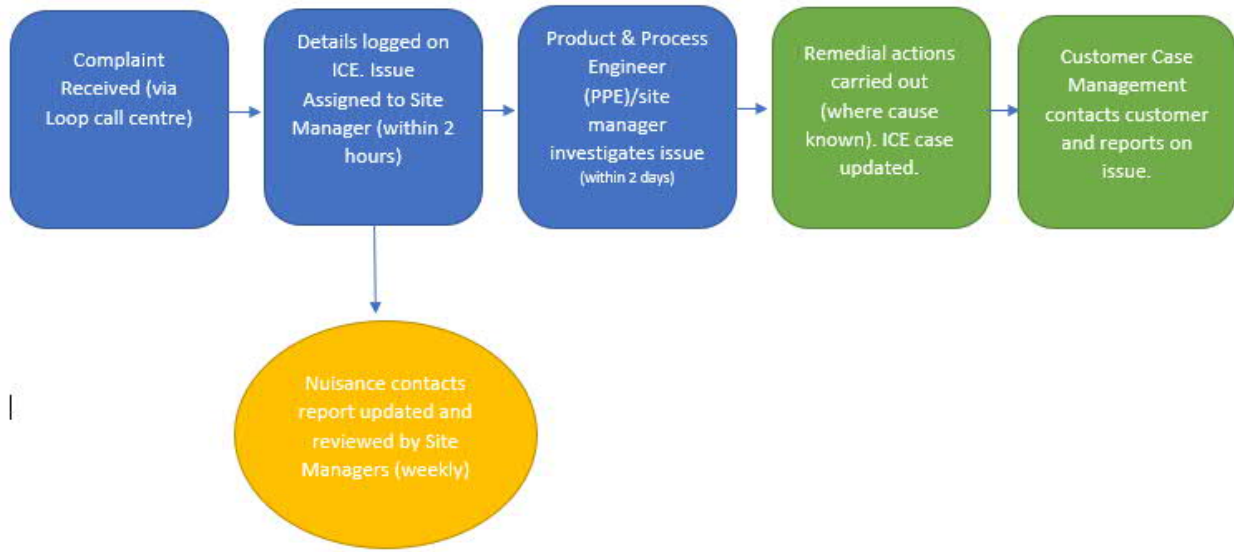 Complaint
Received (via
Loop call centre)
Details logged on
ICE. Issue
Assigned to Site
Manager (within 2
hours)
Product & Process
Engineer
(PPE)/site
manager
investigates issue
(within 2 days)
Remedial actions
carried out
(where cause
known). ICE case
updated.
Customer Case
Management
contacts customer
and reports on
issue.
Nuisance contacts
report updated and
reviewed by Site
Managers (weekly)